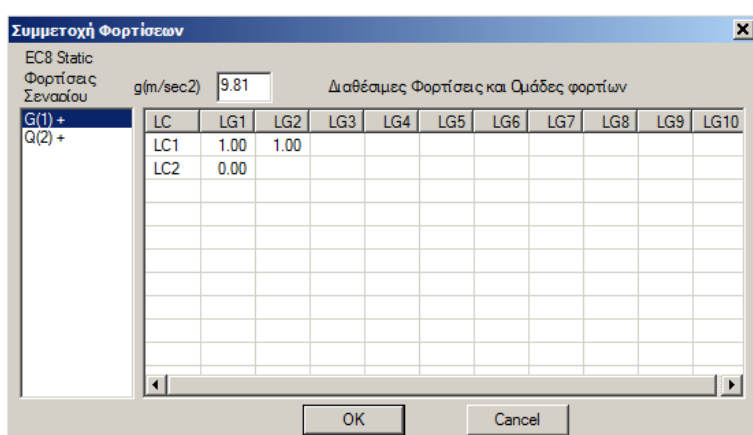 Συμμετοχή Φορτίσεων
EC8 Static
Φορτίσεις Σεναρίου
g(m/sec2) 9.81 Διαθέσιμες Φορτίσεις και Ομάδες φορτίων
G(1) +
Q(2) +
LC LG1 LG2 LG3 LG4 LG5 LG6 LG7 LG8 LG9 LG10
LC1 1.00 1.00
LC2 0.00
OK Cancel